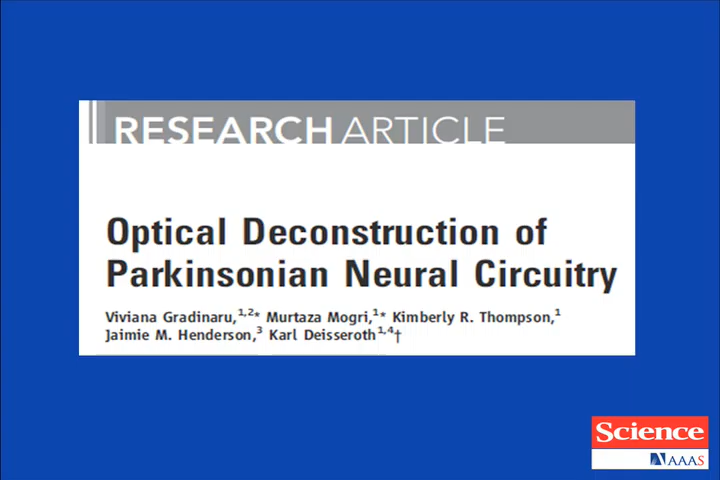 RESEARCH ARTICLE
Optical Deconstruction of
Parkinsonian Neural Circuitry
Viviana Gradinaru,¹,²* Murtaza Mogri,¹* Kimberly R. Thompson,¹
Jaimie M. Henderson,³ Karl Deisseroth¹,⁴†
Science
AAAS